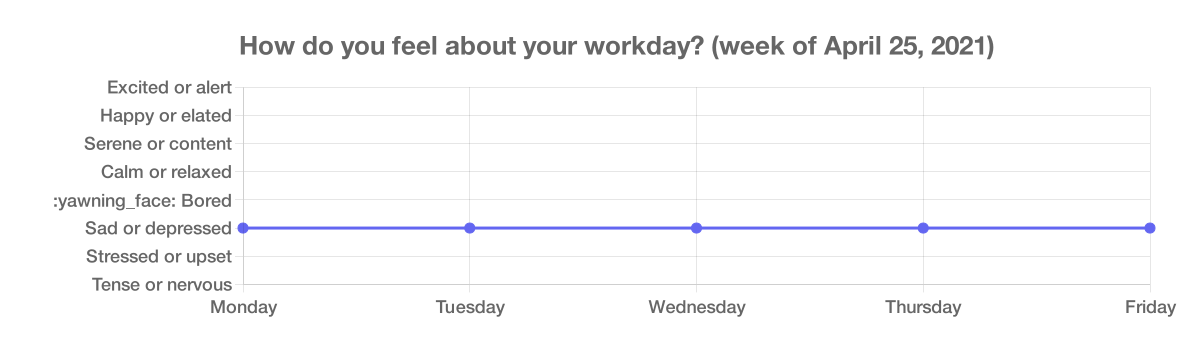 How do you feel about your workday? (week of April 25, 2021)
Excited or alert
Happy or elated
Serene or content
Calm or relaxed
:yawning_face: Bored
Sad or depressed
Stressed or upset
Tense or nervous
Monday Tuesday Wednesday Thursday Friday